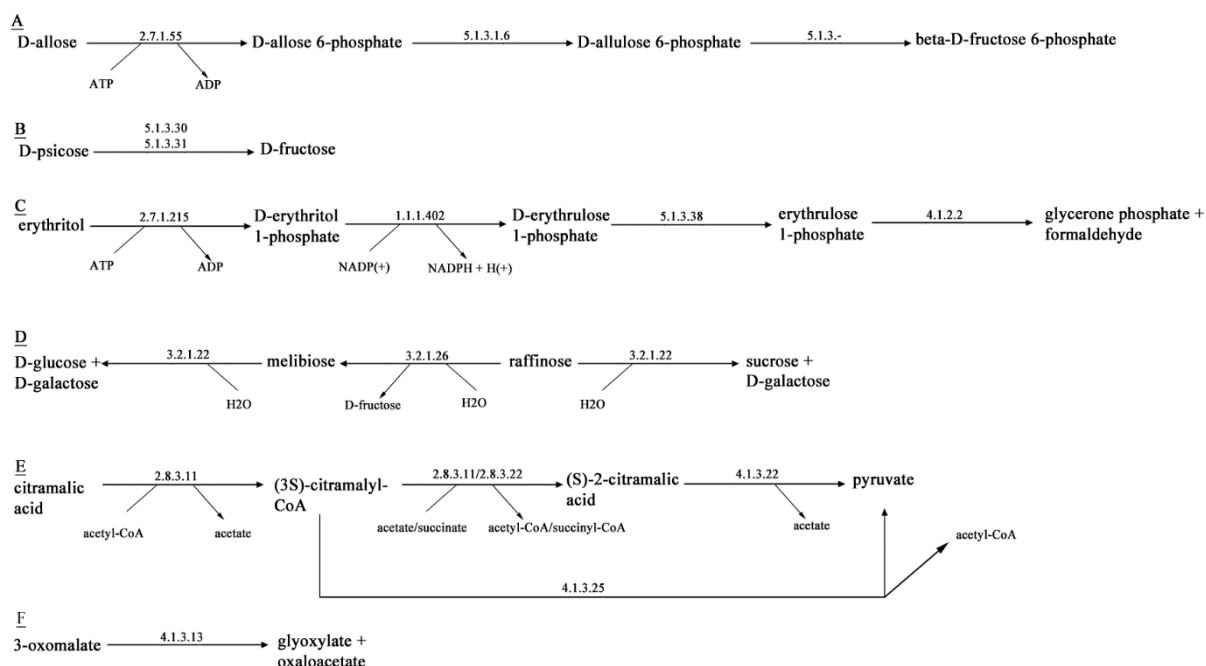 A
D-allose 2.7.1.55 D-allose 6-phosphate 5.1.3.1.6 D-allulose 6-phosphate 5.1.3.- beta-D-fructose 6-phosphate
ATP ADP
B
5.1.3.30
D-psicose 5.1.3.31 D-fructose
C
erythritol 2.7.1.215 D-erythritol 1-phosphate 1.1.1.402 D-erythrulose 1-phosphate 5.1.3.38 erythrulose 1-phosphate 4.1.2.2 glycerone phosphate + formaldehyde
ATP ADP NADP(+) NADPH + H(+)
D
D-glucose + D-galactose 3.2.1.22 melibiose 3.2.1.26 raffinose 3.2.1.22 sucrose + D-galactose
H2O D-fructose H2O H2O
E
citramalic acid 2.8.3.11 (3S)-citramalyl-CoA 2.8.3.11/2.8.3.22 (S)-2-citramalic acid 4.1.3.22 pyruvate
acetyl-CoA acetate acetate/succinate acetyl-CoA/succinyl-CoA acetate acetyl-CoA
4.1.3.25
F
3-oxomalate 4.1.3.13 glyoxylate + oxaloacetate